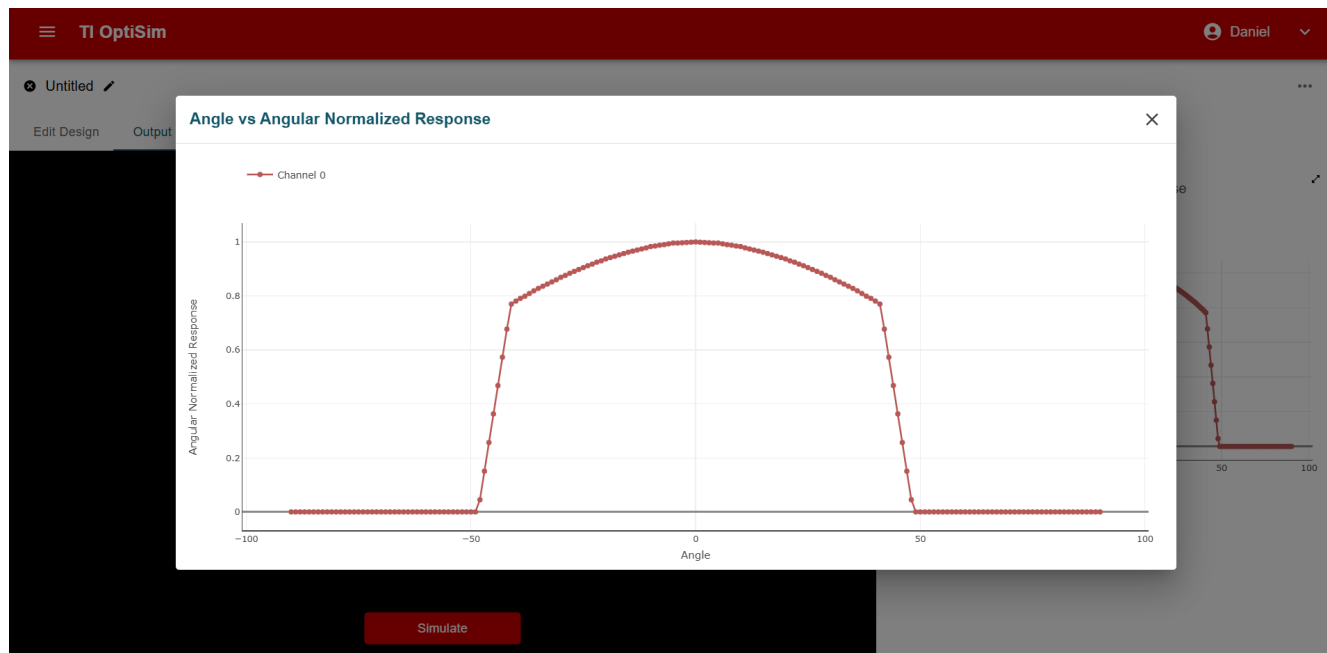 TI OptiSim
Daniel
Untitled
Edit Design
Output
Angle vs Angular Normalized Response
Channel 0
Angular Normalized Response
1
0.8
0.6
0.4
0.2
0
−100
−50
0
50
100
Angle
se
50
100
Simulate